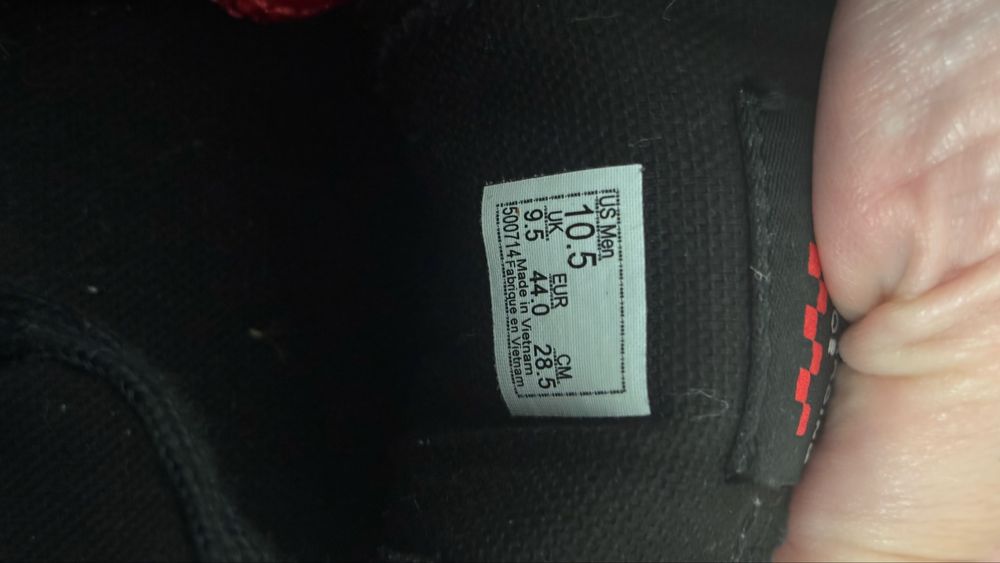 US Men
10.5
UK EUR CM
9.5 44.0 28.5
Made in Vietnam
500714 Fabrique en Vietnam